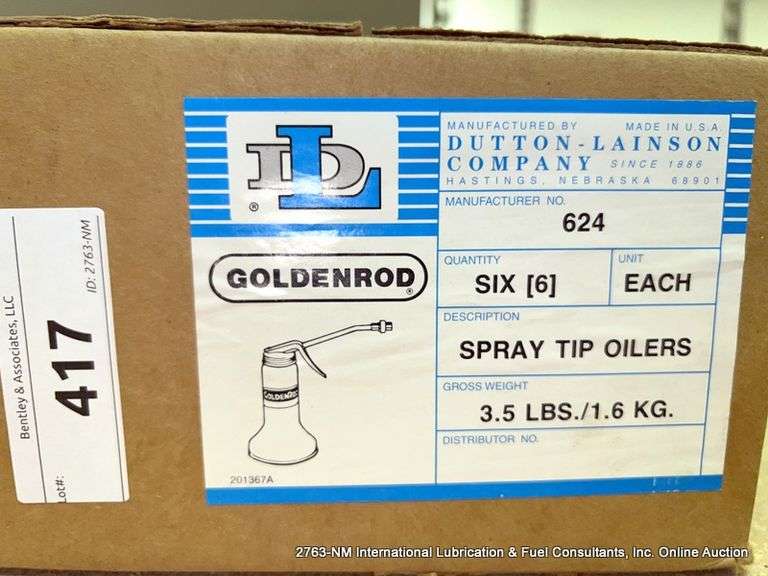 Bentley & Associates, LLC
417
ID: 2763-NM
Lot#:
DL
®
GOLDENROD®
GOLDENROD
201367A
MANUFACTURED BY MADE IN U.S.A.
DUTTON-LAINSON
COMPANY SINCE 1886
HASTINGS, NEBRASKA 68901
MANUFACTURER NO.
624
QUANTITY
SIX [6]
UNIT
EACH
DESCRIPTION
SPRAY TIP OILERS
GROSS WEIGHT
3.5 LBS./1.6 KG.
DISTRIBUTOR NO.
2763-NM International Lubrication & Fuel Consultants, Inc. Online Auction